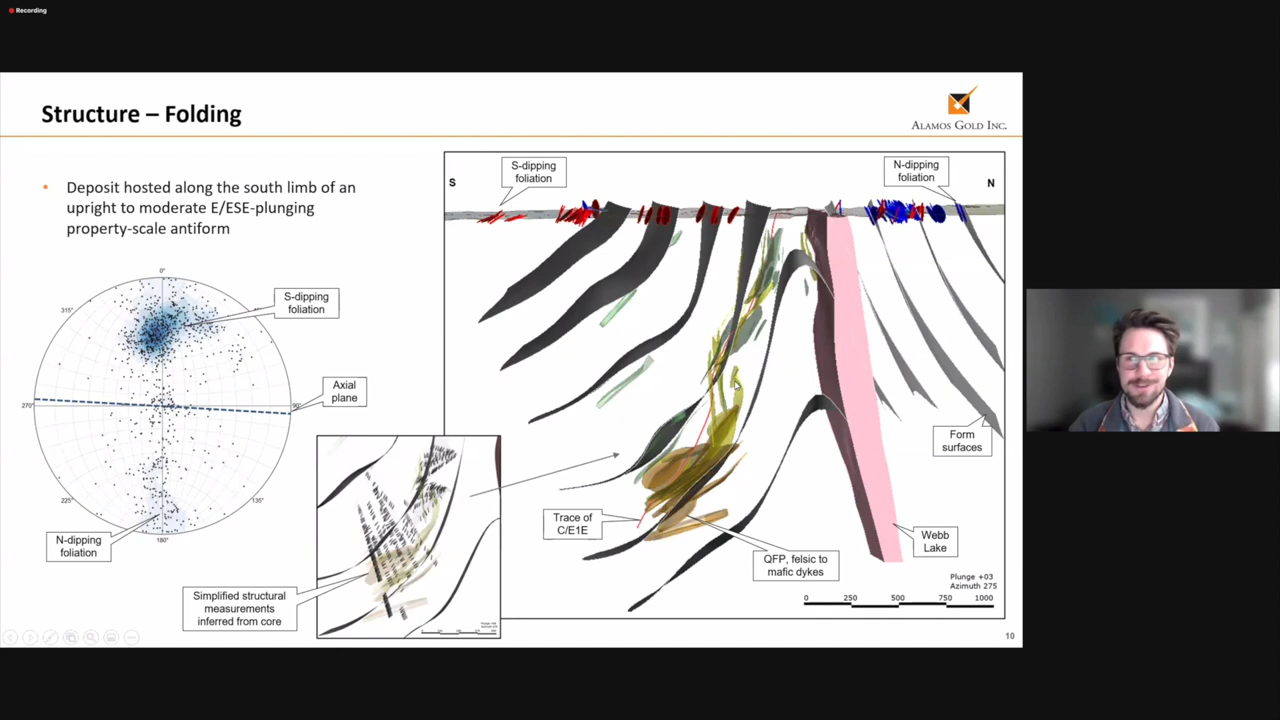 Recording
Structure – Folding
ALAMOS GOLD INC.
• Deposit hosted along the south limb of an
upright to moderate E/ESE-plunging
property-scale antiform
S
S-dipping
foliation
N-dipping
foliation
N
0°
315°
S-dipping
foliation
270°
90°
Axial
plane
225°
135°
180°
N-dipping
foliation
Simplified structural
measurements
inferred from core
Form
surfaces
Trace of
C/E1E
QFP, felsic to
mafic dykes
Webb
Lake
Plunge +03
Azimuth 275
0 250 500 750 1000
10